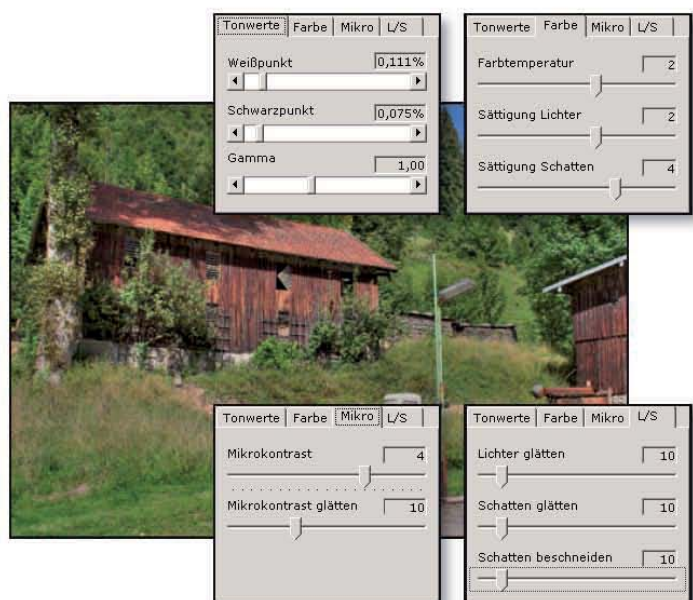 Tonwerte Farbe Mikro L/S
Weißpunkt 0,111%
Schwarzpunkt 0,075%
Gamma 1,00
Tonwerte Farbe Mikro L/S
Farbtemperatur 2
Sättigung Lichter 2
Sättigung Schatten 4
Tonwerte Farbe Mikro L/S
Mikrokontrast 4
Mikrokontrast glätten 10
Tonwerte Farbe Mikro L/S
Lichter glätten 10
Schatten glätten 10
Schatten beschneiden 10